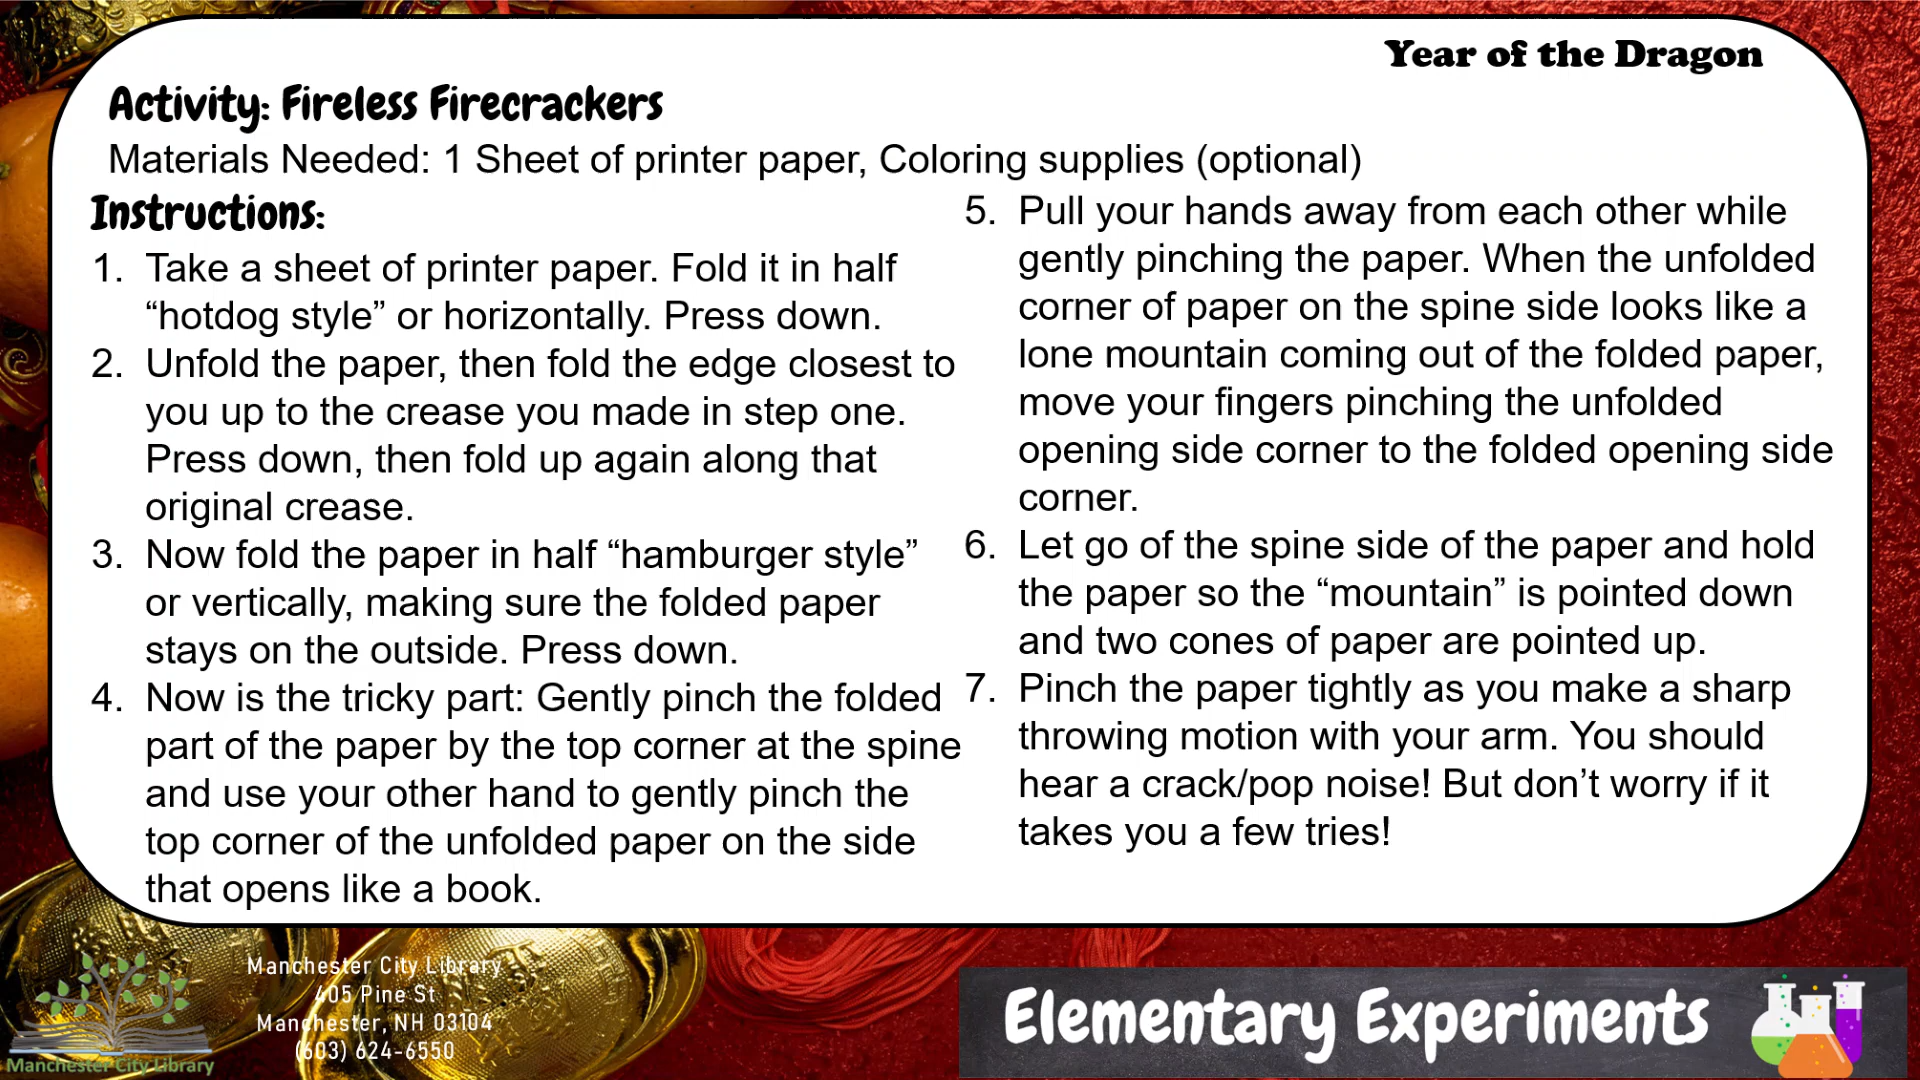 Year of the Dragon
Activity: Fireless Firecrackers
Materials Needed: 1 Sheet of printer paper, Coloring supplies (optional)
Instructions:
1. Take a sheet of printer paper. Fold it in half
“hotdog style” or horizontally. Press down.
2. Unfold the paper, then fold the edge closest to
you up to the crease you made in step one.
Press down, then fold up again along that
original crease.
3. Now fold the paper in half “hamburger style”
or vertically, making sure the folded paper
stays on the outside. Press down.
4. Now is the tricky part: Gently pinch the folded
part of the paper by the top corner at the spine
and use your other hand to gently pinch the
top corner of the unfolded paper on the side
that opens like a book.
5. Pull your hands away from each other while
gently pinching the paper. When the unfolded
corner of paper on the spine side looks like a
lone mountain coming out of the folded paper,
move your fingers pinching the unfolded
opening side corner to the folded opening side
corner.
6. Let go of the spine side of the paper and hold
the paper so the “mountain” is pointed down
and two cones of paper are pointed up.
7. Pinch the paper tightly as you make a sharp
throwing motion with your arm. You should
hear a crack/pop noise! But don’t worry if it
takes you a few tries!
Manchester City Library
Manchester City Library
405 Pine St
Manchester, NH 03104
(603) 624-6550
Elementary Experiments